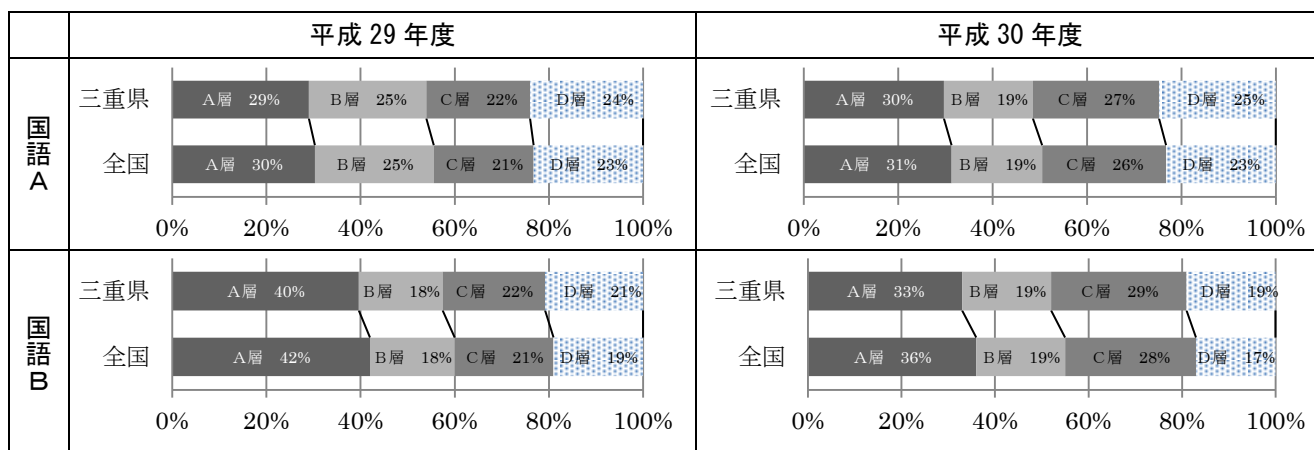 平成 29 年度
平成 30 年度
国語A
三重県
A層 29%
B層 25%
C層 22%
D層 24%
全国
A層 30%
B層 25%
C層 21%
D層 23%
0% 20% 40% 60% 80% 100%
三重県
A層 30%
B層 19%
C層 27%
D層 25%
全国
A層 31%
B層 19%
C層 26%
D層 23%
0% 20% 40% 60% 80% 100%
国語B
三重県
A層 40%
B層 18%
C層 22%
D層 21%
全国
A層 42%
B層 18%
C層 21%
D層 19%
0% 20% 40% 60% 80% 100%
三重県
A層 33%
B層 19%
C層 29%
D層 19%
全国
A層 36%
B層 19%
C層 28%
D層 17%
0% 20% 40% 60% 80% 100%